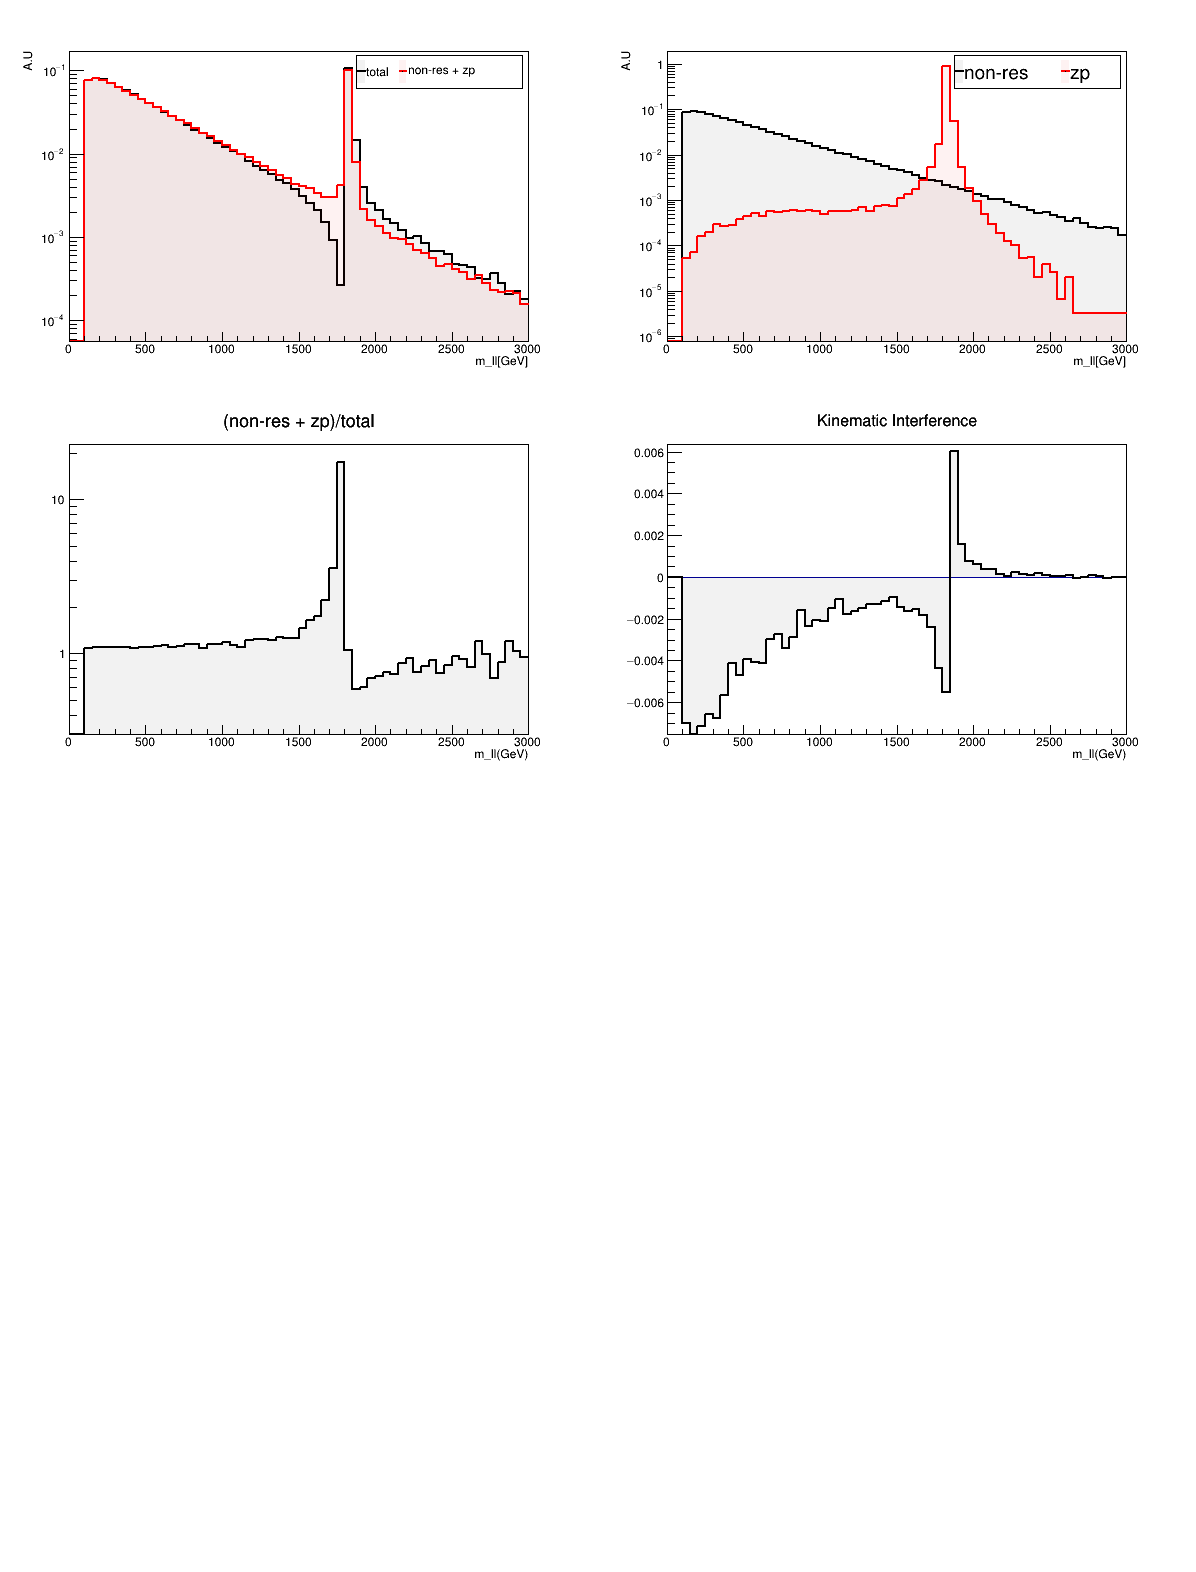 A.U
total non-res + zp
10⁻¹
10⁻²
10⁻³
10⁻⁴
0 500 1000 1500 2000 2500 3000
m_ll[GeV]
A.U
non-res zp
1
10⁻¹
10⁻²
10⁻³
10⁻⁴
10⁻⁵
10⁻⁶
0 500 1000 1500 2000 2500 3000
m_ll[GeV]
(non-res + zp)/total
10
1
0 500 1000 1500 2000 2500 3000
m_ll(GeV)
Kinematic Interference
0.006
0.004
0.002
0
−0.002
−0.004
−0.006
0 500 1000 1500 2000 2500 3000
m_ll(GeV)